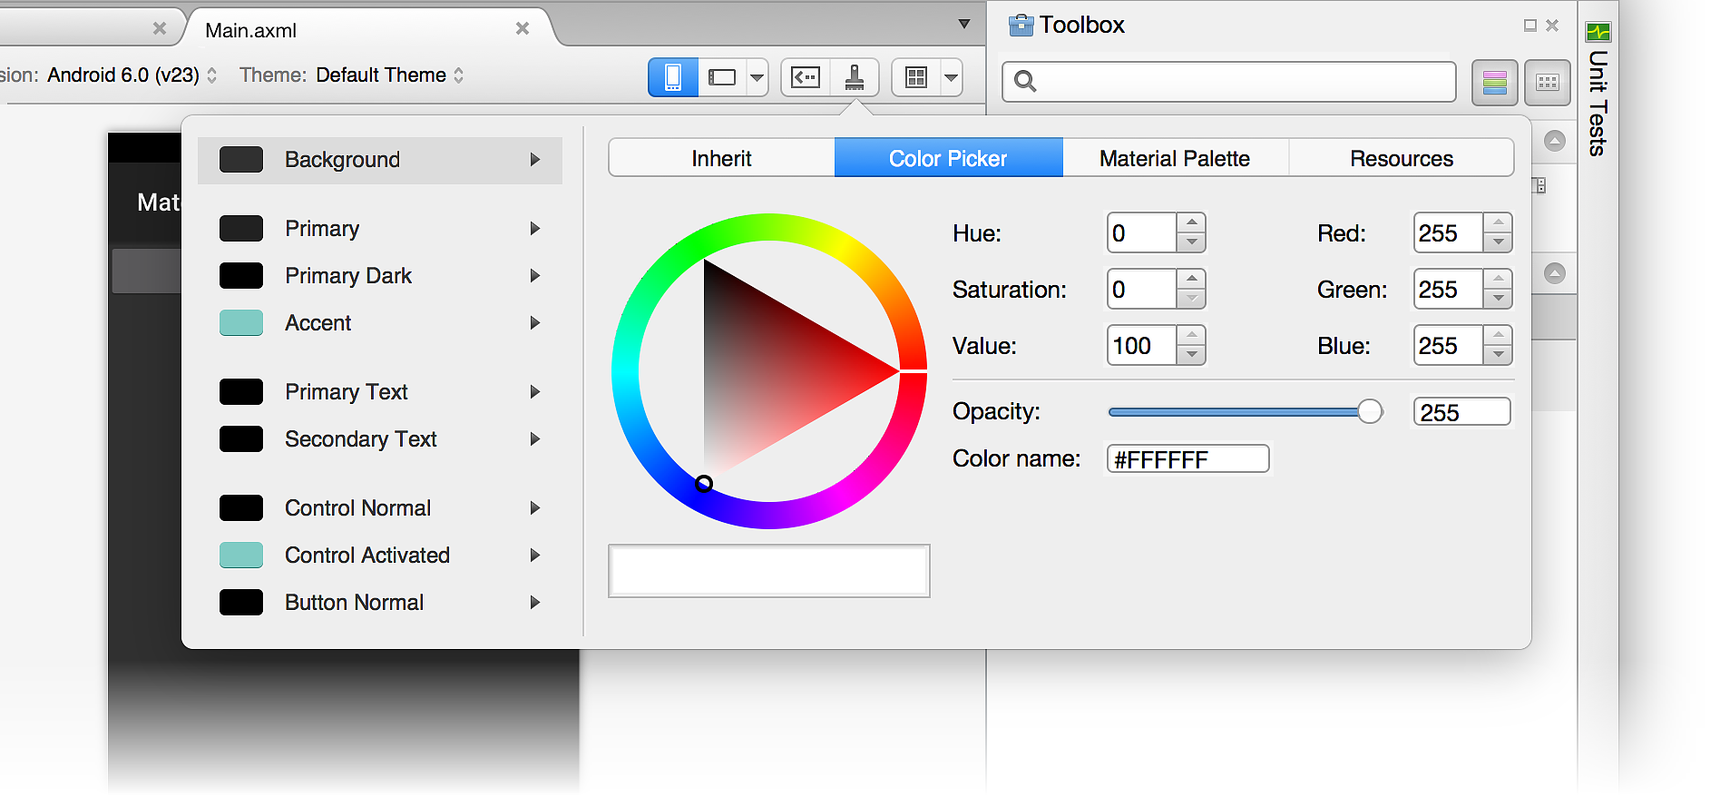 Main.axml
Toolbox
sion: Android 6.0 (v23) Theme: Default Theme
Unit Tests
Mat
Background
Primary
Primary Dark
Accent
Primary Text
Secondary Text
Control Normal
Control Activated
Button Normal
Inherit Color Picker Material Palette Resources
Hue: 0 Red: 255
Saturation: 0 Green: 255
Value: 100 Blue: 255
Opacity: 255
Color name: #FFFFFF